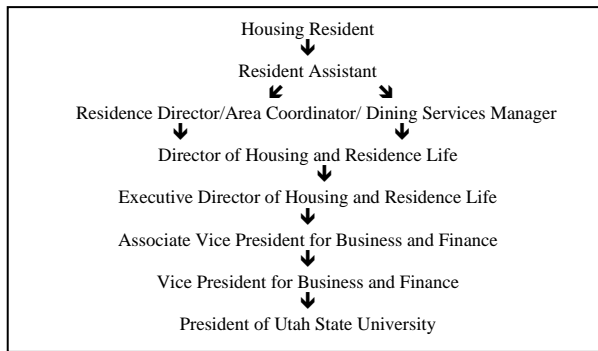 Housing Resident
Resident Assistant
Residence Director/Area Coordinator/ Dining Services Manager
Director of Housing and Residence Life
Executive Director of Housing and Residence Life
Associate Vice President for Business and Finance
Vice President for Business and Finance
President of Utah State University